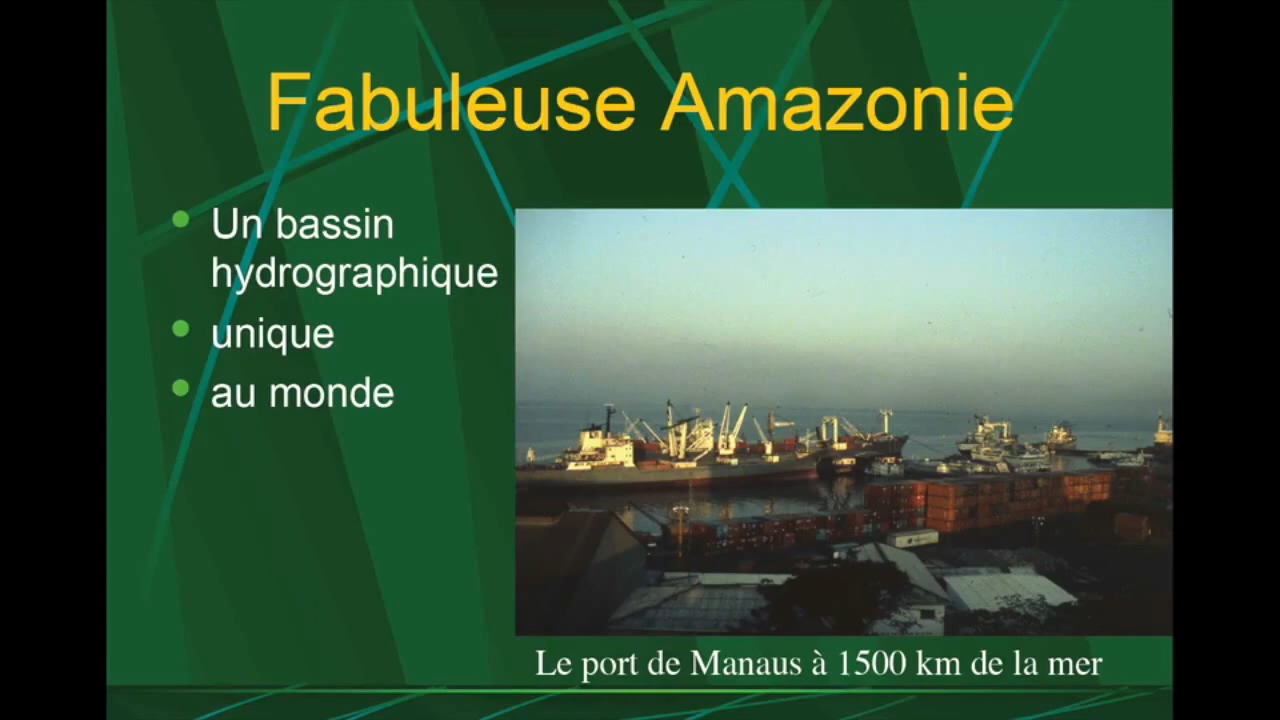 Fabuleuse Amazonie
Un bassin
hydrographique
unique
au monde
Le port de Manaus à 1500 km de la mer